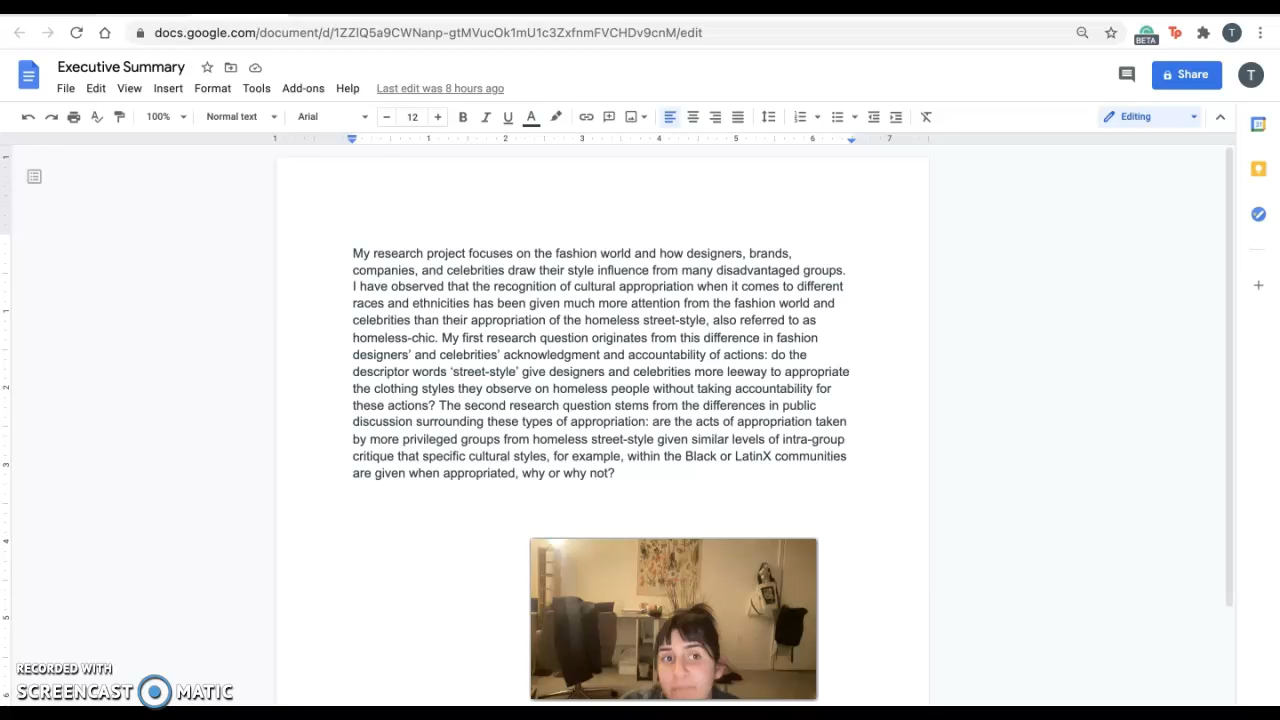 docs.google.com/document/d/1ZZlQ5a9CWNanp-gtMVucOk1mU1c3ZxfnmFVCHDv9cnM/edit
BETA
Tp
T
Executive Summary
File Edit View Insert Format Tools Add-ons Help Last edit was 8 hours ago
Share
T
100% Normal text Arial 12 B I U A Editing
1 1 2 3 4 5 6 7
My research project focuses on the fashion world and how designers, brands,
companies, and celebrities draw their style influence from many disadvantaged groups.
I have observed that the recognition of cultural appropriation when it comes to different
races and ethnicities has been given much more attention from the fashion world and
celebrities than their appropriation of the homeless street-style, also referred to as
homeless-chic. My first research question originates from this difference in fashion
designers’ and celebrities’ acknowledgment and accountability of actions: do the
descriptor words ‘street-style’ give designers and celebrities more leeway to appropriate
the clothing styles they observe on homeless people without taking accountability for
these actions? The second research question stems from the differences in public
discussion surrounding these types of appropriation: are the acts of appropriation taken
by more privileged groups from homeless street-style given similar levels of intra-group
critique that specific cultural styles, for example, within the Black or LatinX communities
are given when appropriated, why or why not?
RECORDED WITH
SCREENCAST MATIC